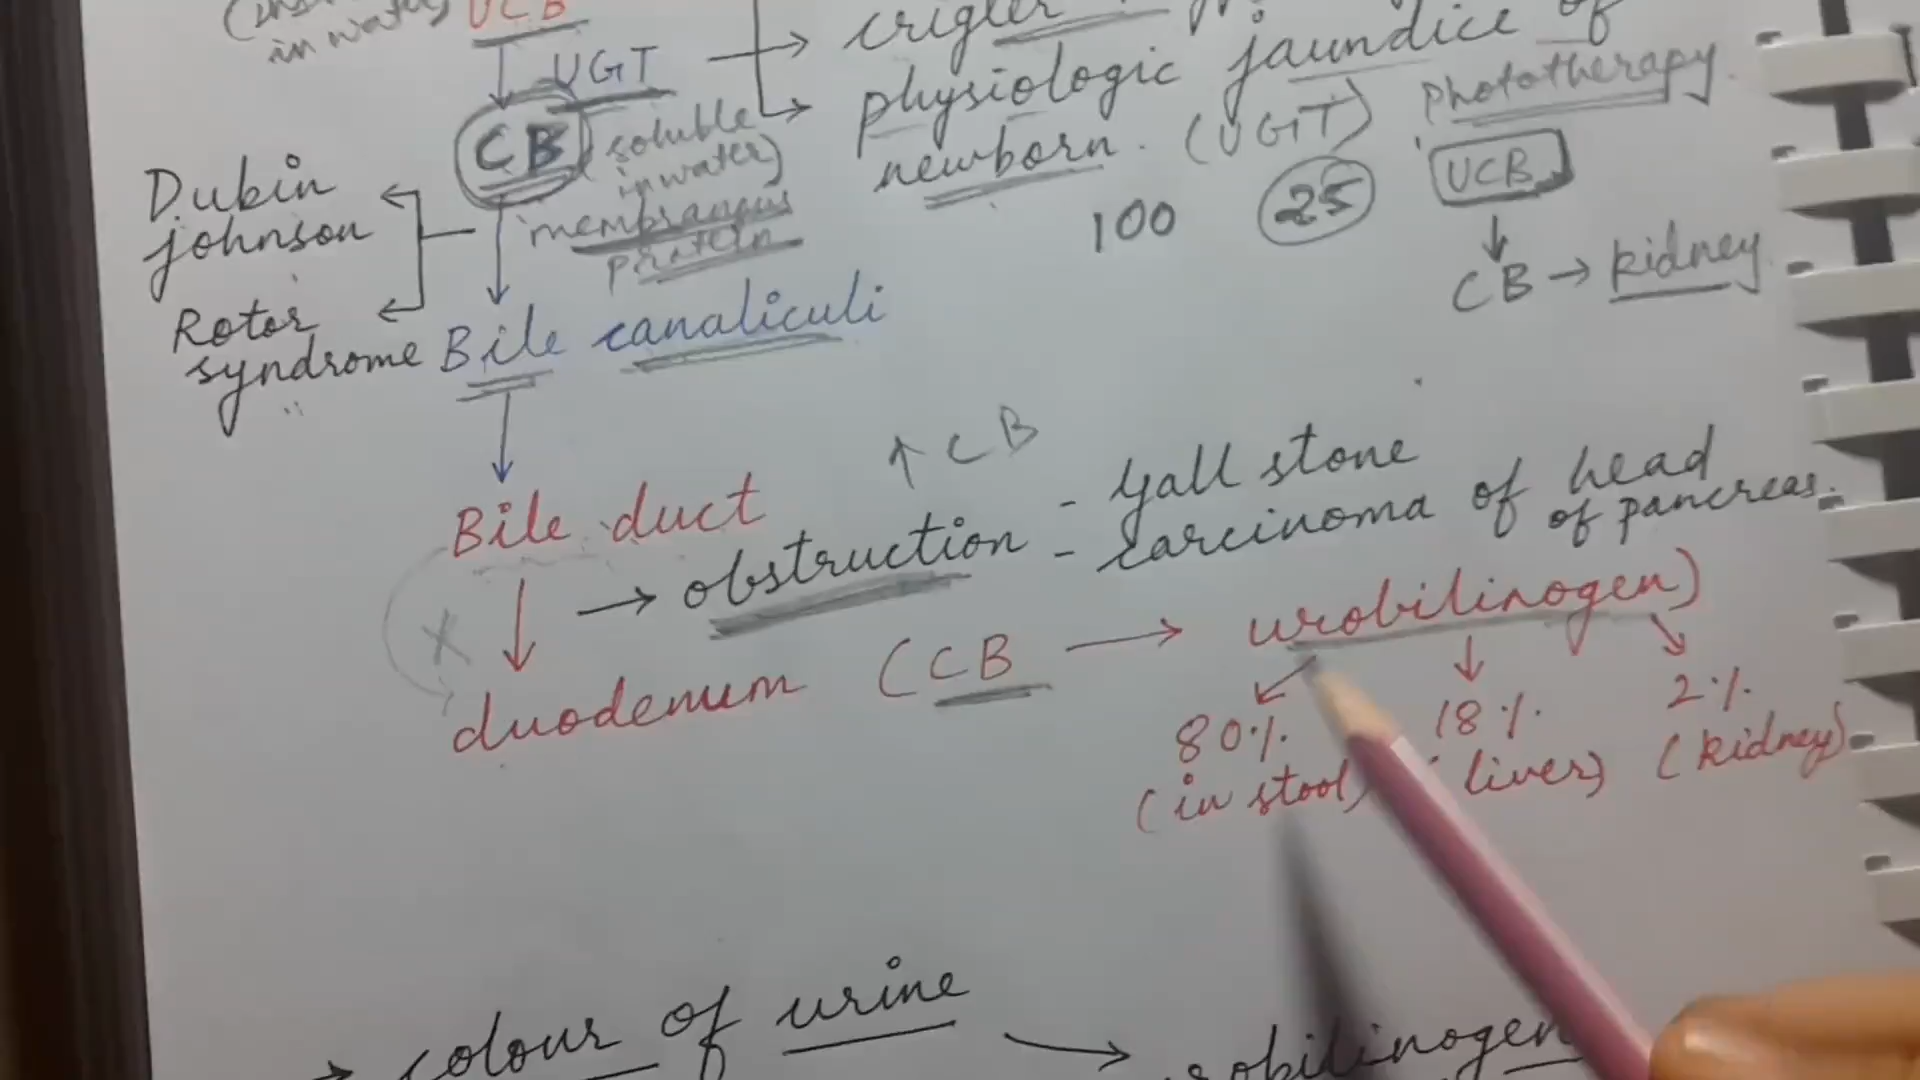 in water)
UCB
UGT
crigler
physiologic jaundice of
newborn. (UGT)
Phototherapy.
UCB
CB → kidney
100
25
CB (soluble
in water)
membranous
protein
Dubin
johnson
Rotor
syndrome
Bile canaliculi
↑ CB
Bile duct
→ obstruction - gall stone
- carcinoma of head
of pancreas.
X
duodenum (CB → urobilinogen)
80%. 18%. 2%.
(in stool) liver) (kidney)
→ colour of urine →